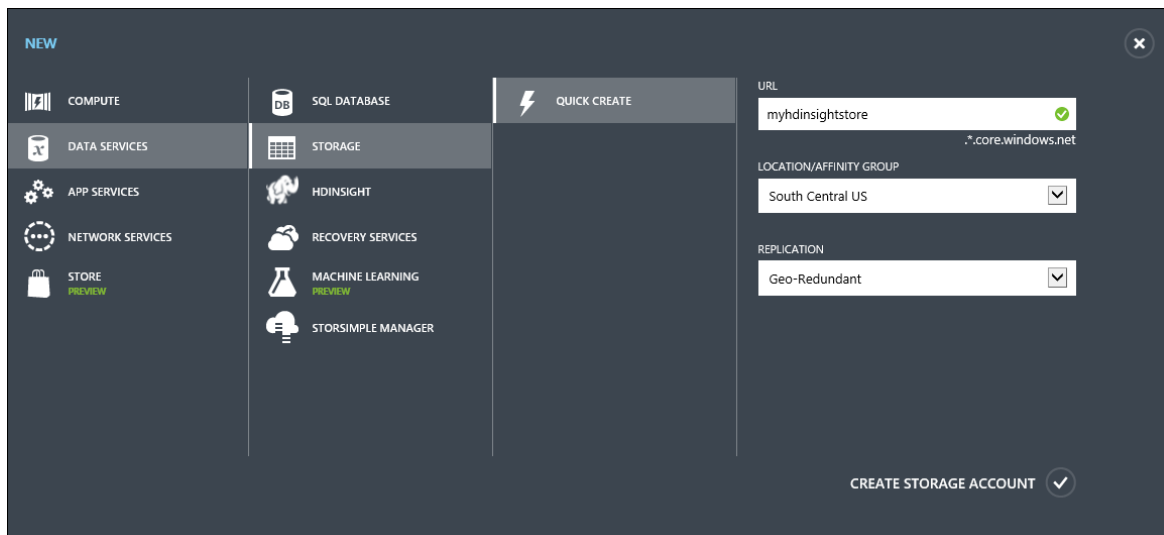 NEW
COMPUTE
DATA SERVICES
APP SERVICES
NETWORK SERVICES
STORE
PREVIEW
DB
SQL DATABASE
STORAGE
HDINSIGHT
RECOVERY SERVICES
MACHINE LEARNING
PREVIEW
STORSIMPLE MANAGER
QUICK CREATE
URL
myhdinsightstore
.*.core.windows.net
LOCATION/AFFINITY GROUP
South Central US
REPLICATION
Geo-Redundant
CREATE STORAGE ACCOUNT